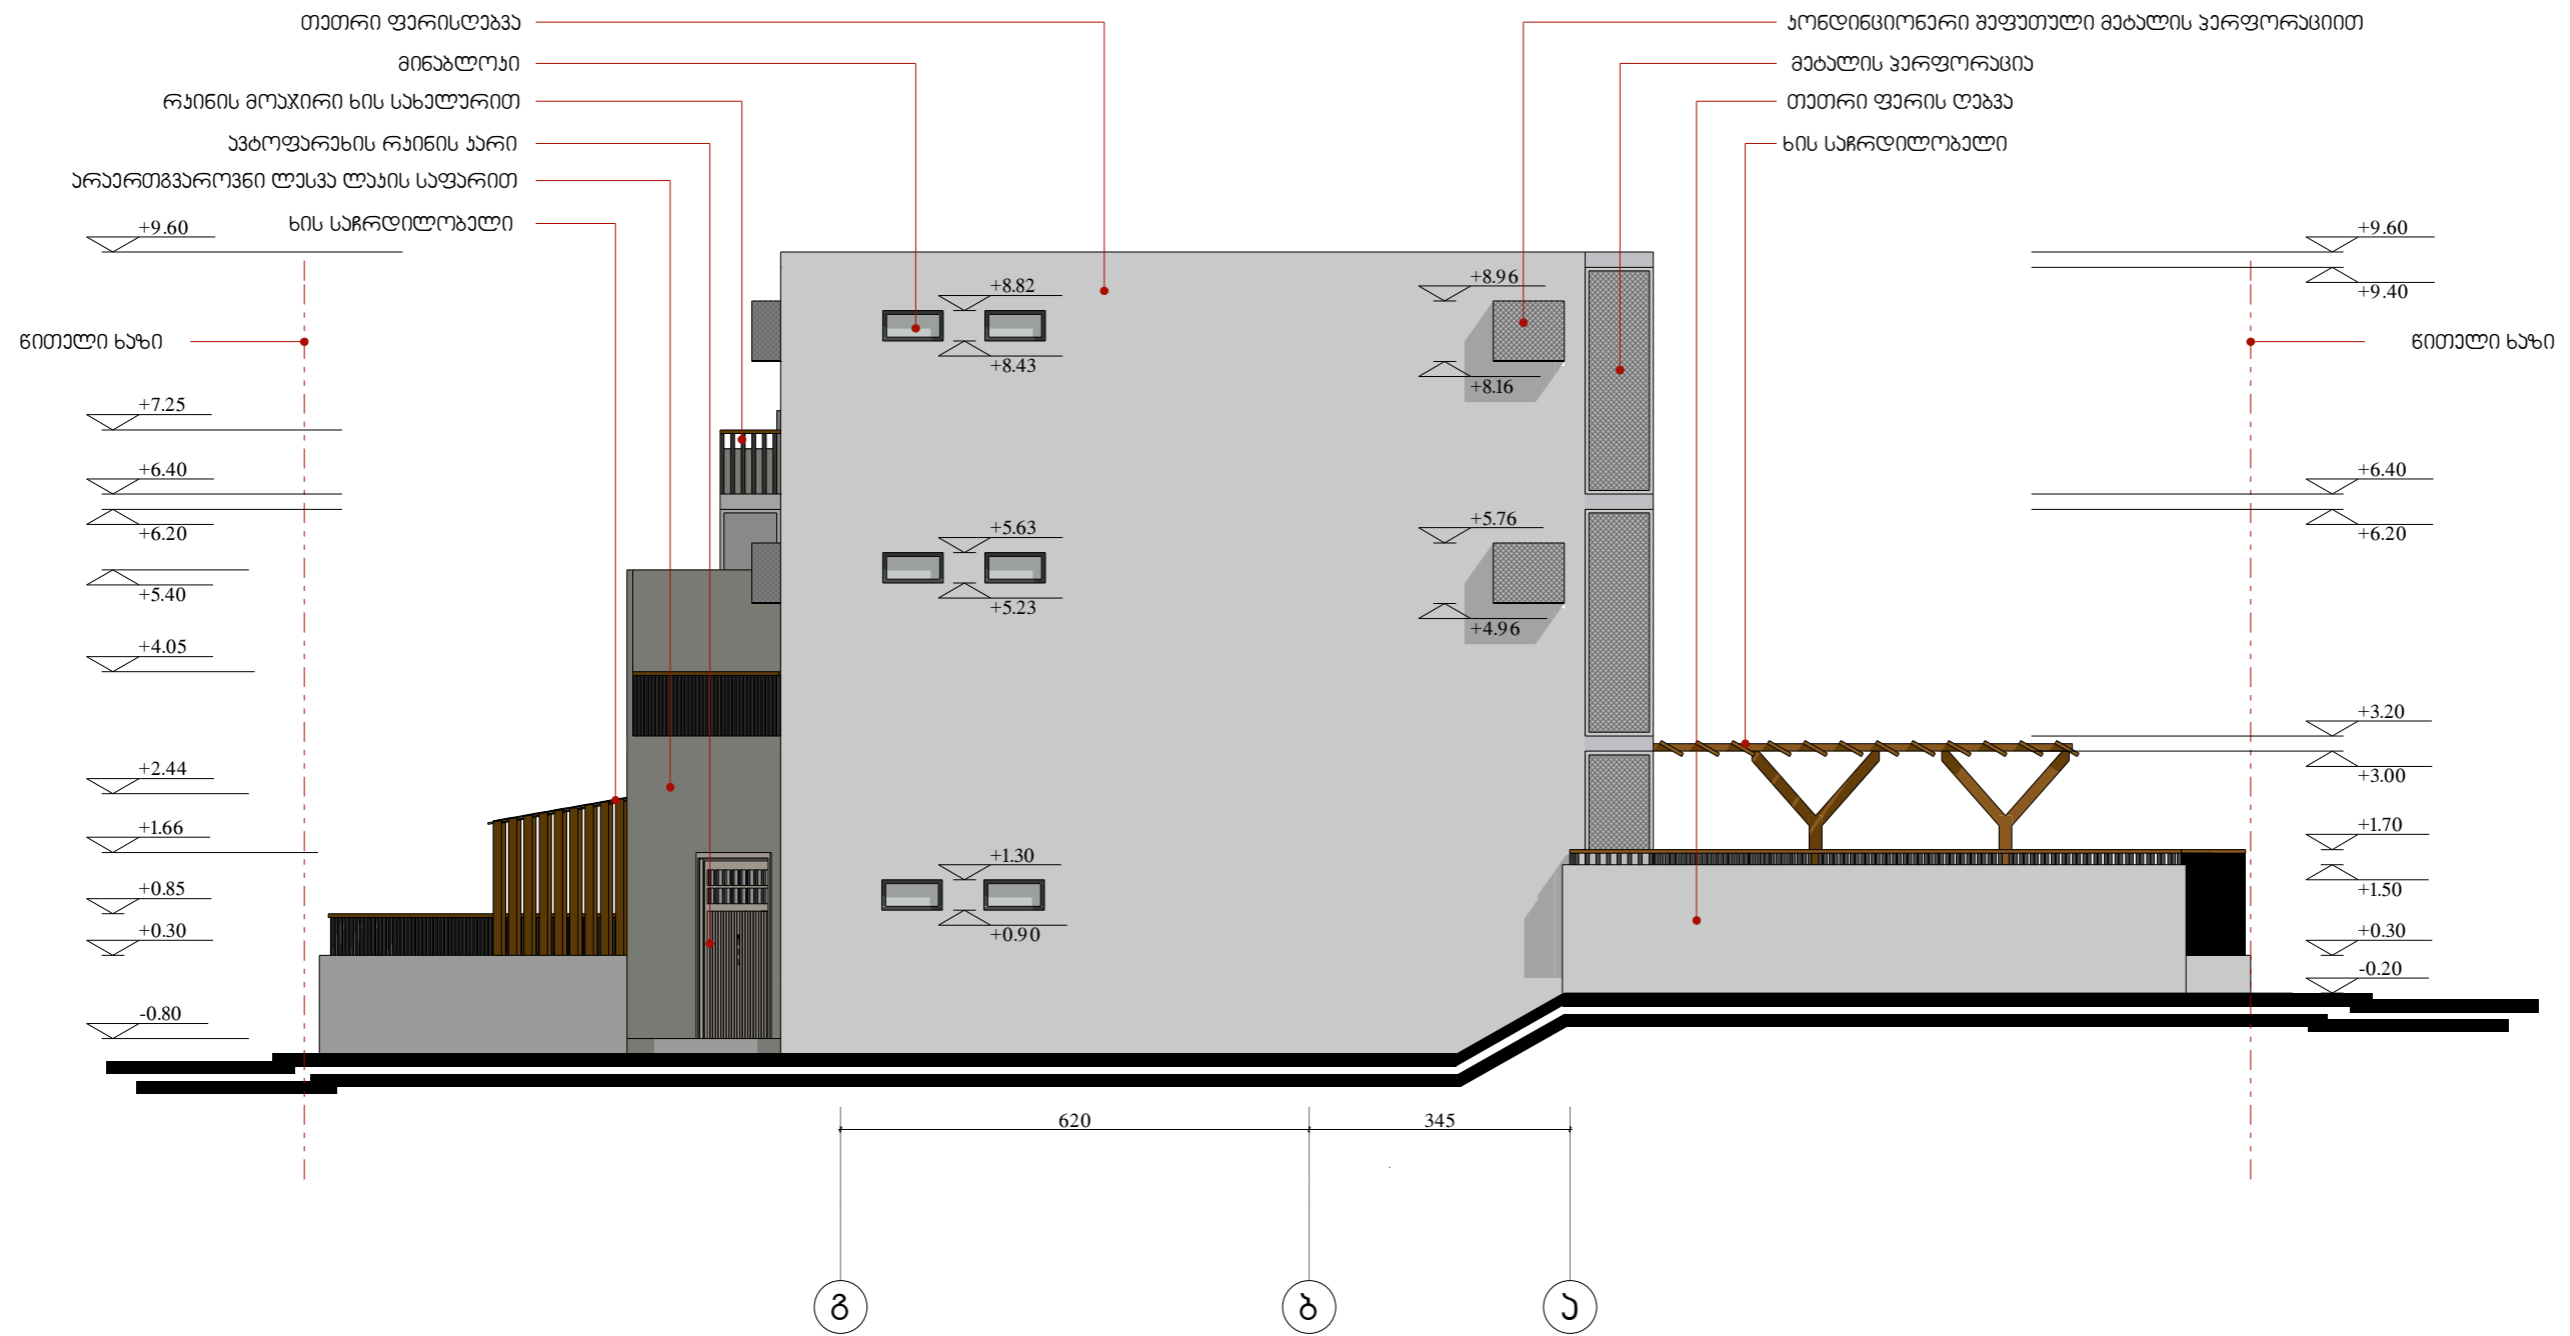 თეთრი ფერისღებვა
მინაბლოკი
რკინის მოაჯირი ხის სახელურით
ავტოფარეხის რკინის კარი
არაერთგვაროვნი ლესვა ლაკის საფარით
ხის საჩრდილობელი
კონდინციონერი შეფუთული მეტალის პერფორაციით
მეტალის პერფორაცია
თეთრი ფერის ღებვა
ხის საჩრდილობელი
წითელი ხაზი
წითელი ხაზი
+9.60
+7.25
+6.40
+6.20
+5.40
+4.05
+2.44
+1.66
+0.85
+0.30
-0.80
+8.82
+8.43
+5.63
+5.23
+1.30
+0.90
+8.96
+8.16
+5.76
+4.96
+9.60
+9.40
+6.40
+6.20
+3.20
+3.00
+1.70
+1.50
+0.30
-0.20
620
345
გ
ბ
ა